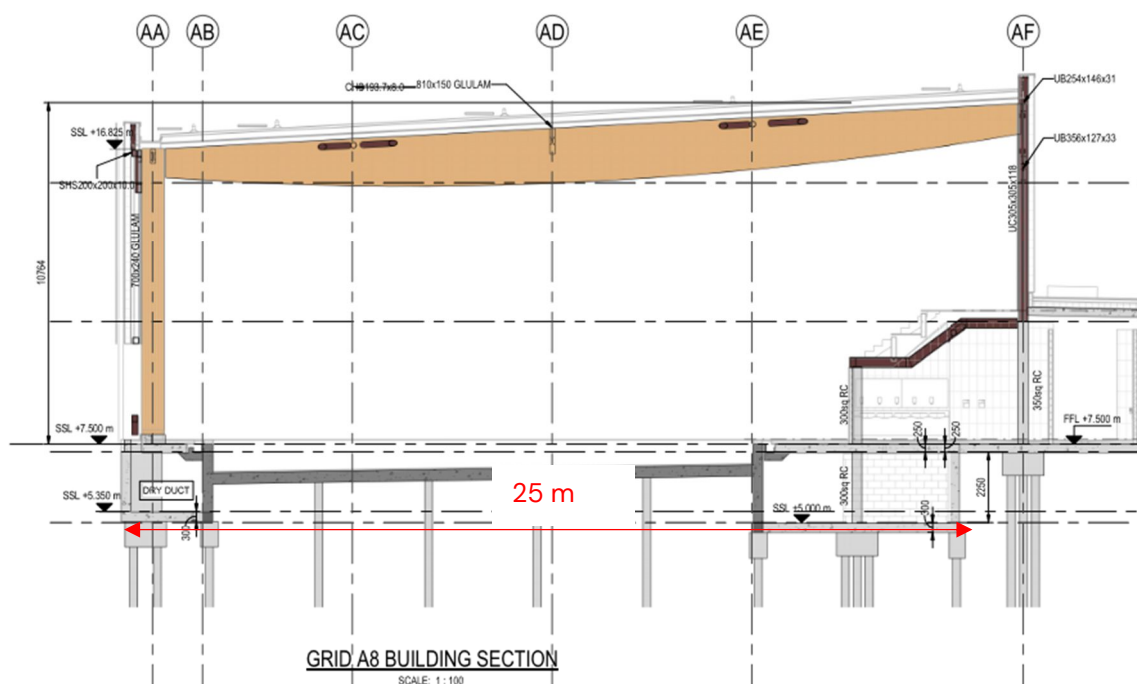 AA
AB
AC
AD
AE
AF
810x150 GLULAM
UB254x146x31
SSL +16.825 m
UB356x127x33
SHS200x200x10.0
UC305x305x118
700x240 GLULAM
10764
300sq RC
350sq RC
SSL +7.500 m
FFL +7.500 m
250
250
DRY DUCT
25 m
300sq RC
2250
SSL +5.350 m
SSL +5.000 m
300
300
GRID A8 BUILDING SECTION
SCALE: 1 : 100